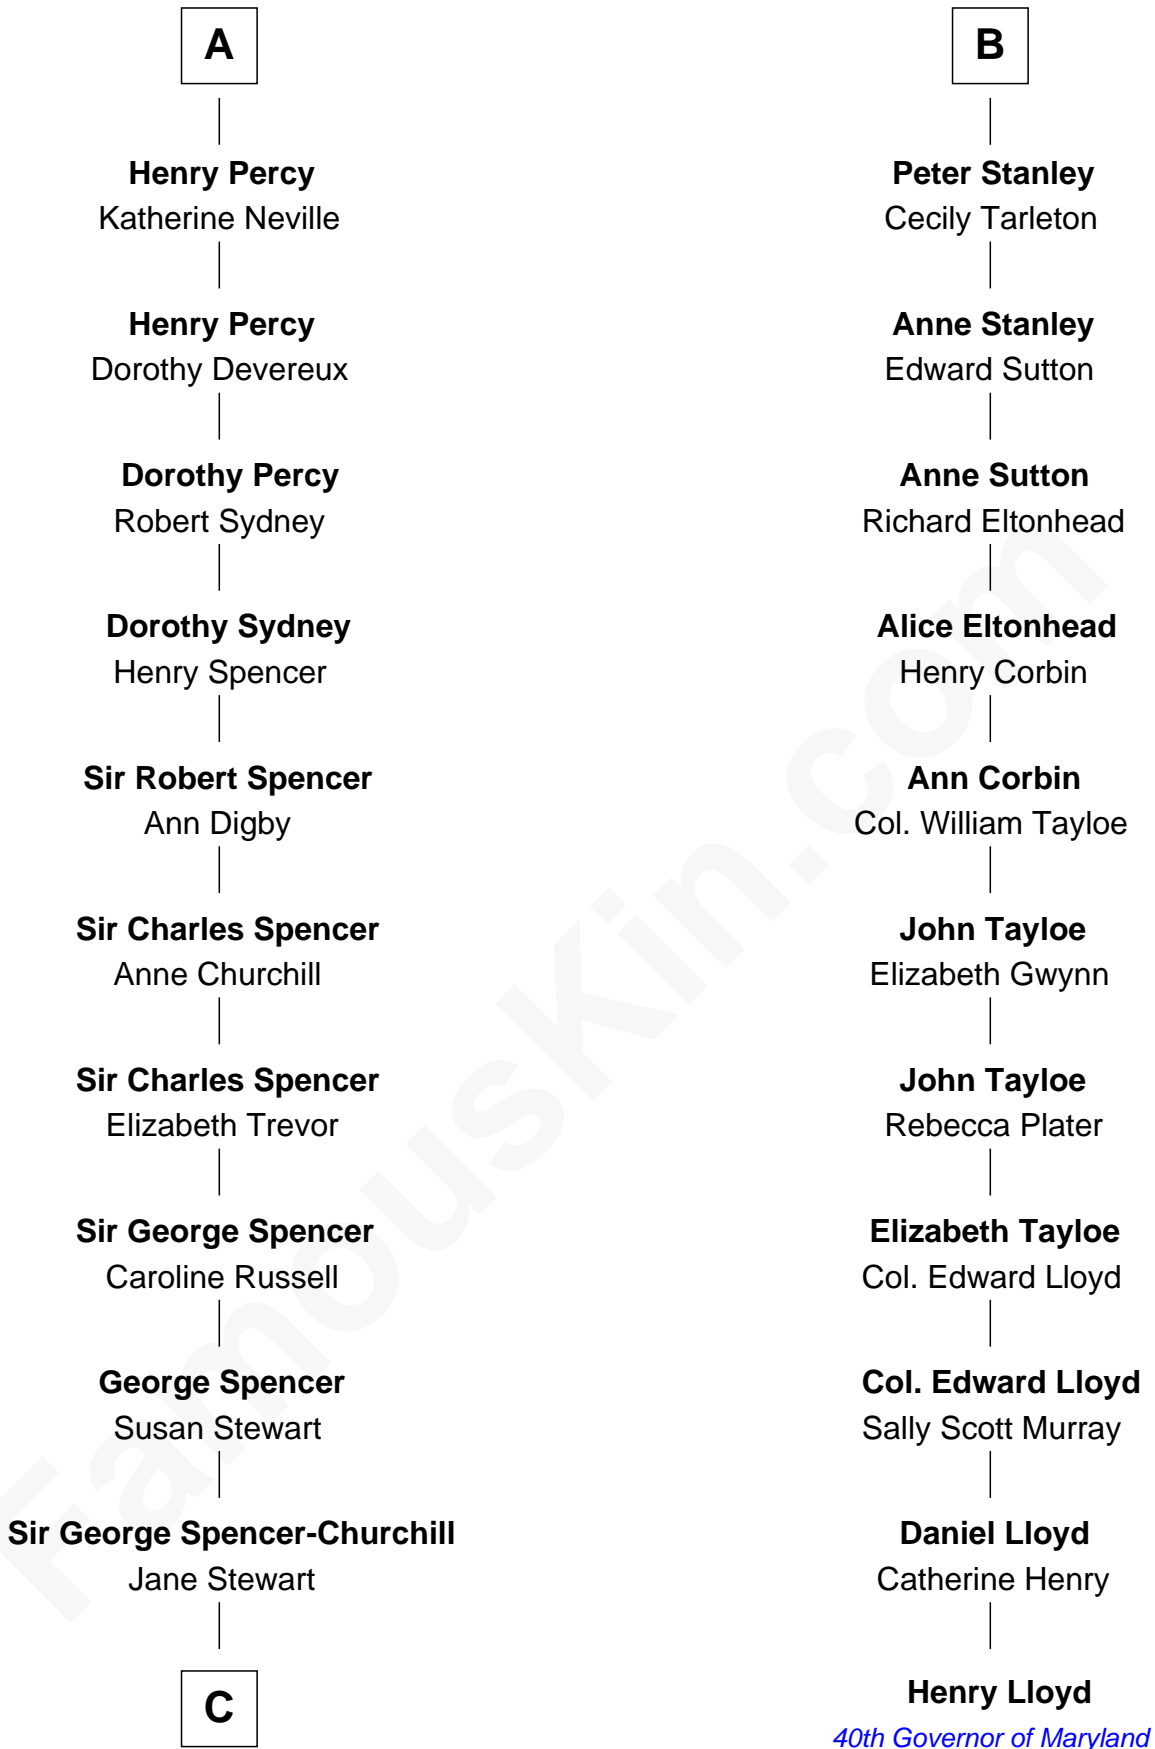 A
Henry Percy
Katherine Neville
Henry Percy
Dorothy Devereux
Dorothy Percy
Robert Sydney
Dorothy Sydney
Henry Spencer
Sir Robert Spencer
Ann Digby
Sir Charles Spencer
Anne Churchill
Sir Charles Spencer
Elizabeth Trevor
Sir George Spencer
Caroline Russell
George Spencer
Susan Stewart
Sir George Spencer-Churchill
Jane Stewart
C
B
Peter Stanley
Cecily Tarleton
Anne Stanley
Edward Sutton
Anne Sutton
Richard Eltonhead
Alice Eltonhead
Henry Corbin
Ann Corbin
Col. William Tayloe
John Tayloe
Elizabeth Gwynn
John Tayloe
Rebecca Plater
Elizabeth Tayloe
Col. Edward Lloyd
Col. Edward Lloyd
Sally Scott Murray
Daniel Lloyd
Catherine Henry
Henry Lloyd
40th Governor of Maryland
FamousKin.com